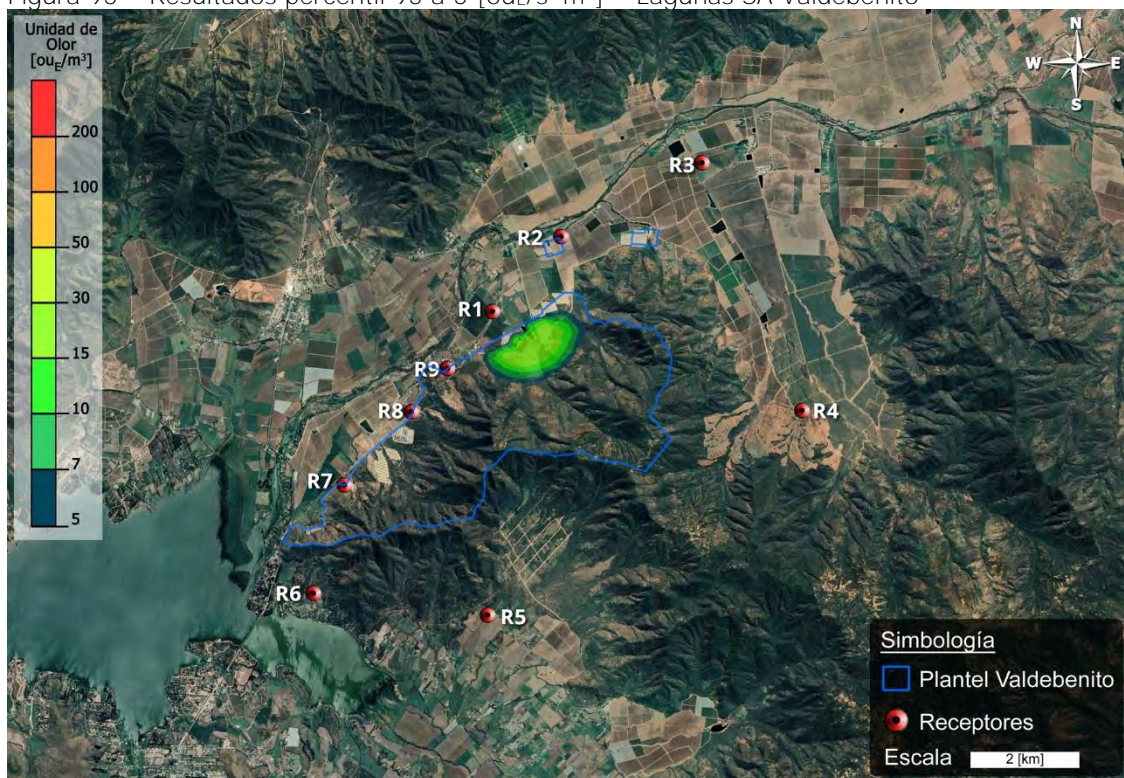 Unidad de
Olor
[ouE/m³]
200
100
50
30
15
10
7
5
N
W
E
S
R3
R2
R1
R9
R8
R4
R7
R6
R5
Simbología
Plantel Valdebenito
Receptores
Escala
2 [km]